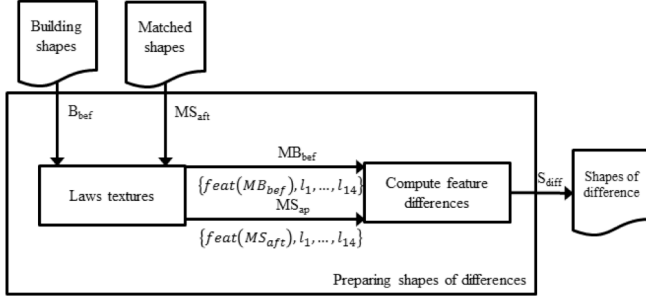 Building
shapes
Matched
shapes
B_bef
MS_aft
MB_bef
Laws textures
{feat(MB_bef), l_1, ..., l_14}
MS_ap
{feat(MS_aft), l_1, ..., l_14}
Compute feature
differences
S_diff
Shapes of
difference
Preparing shapes of differences